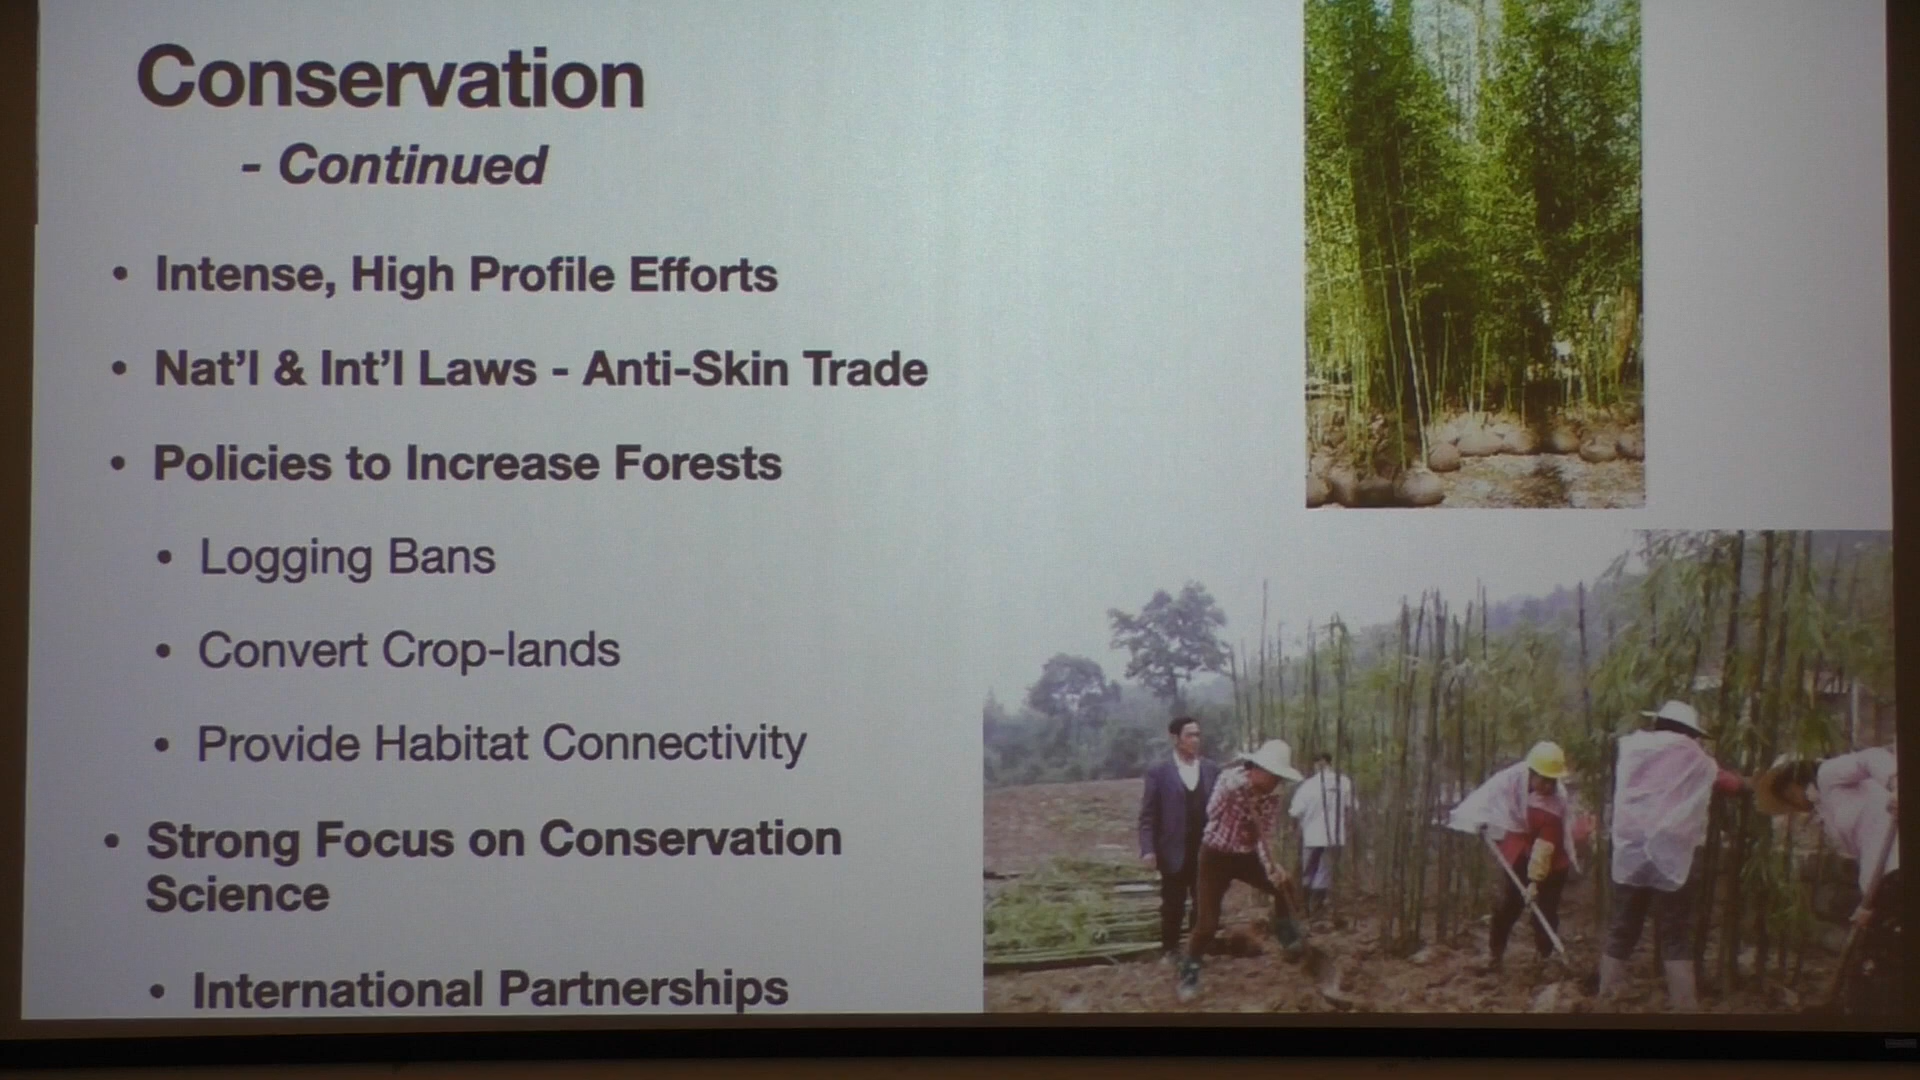 Conservation
- Continued
• Intense, High Profile Efforts
• Nat’l & Int’l Laws - Anti-Skin Trade
• Policies to Increase Forests
• Logging Bans
• Convert Crop-lands
• Provide Habitat Connectivity
• Strong Focus on Conservation
Science
• International Partnerships